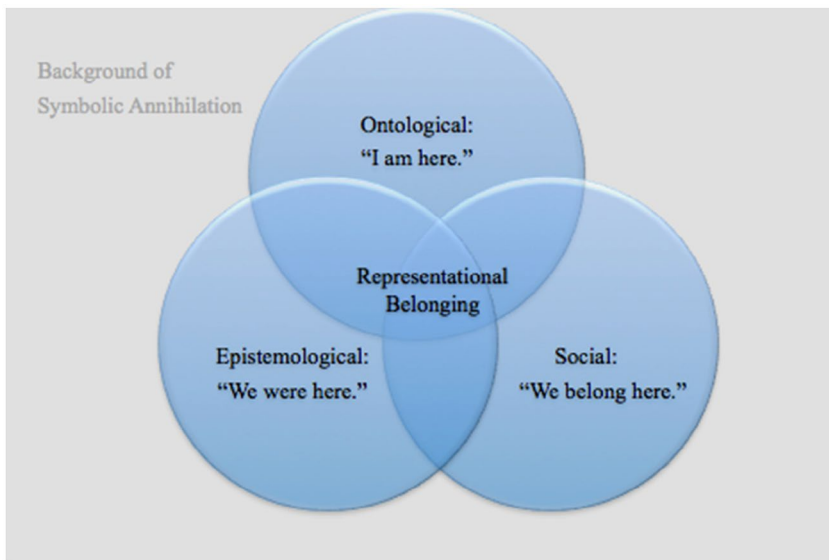 Background of
Symbolic Annihilation
Ontological:
“I am here.”
Representational
Belonging
Epistemological:
“We were here.”
Social:
“We belong here.”